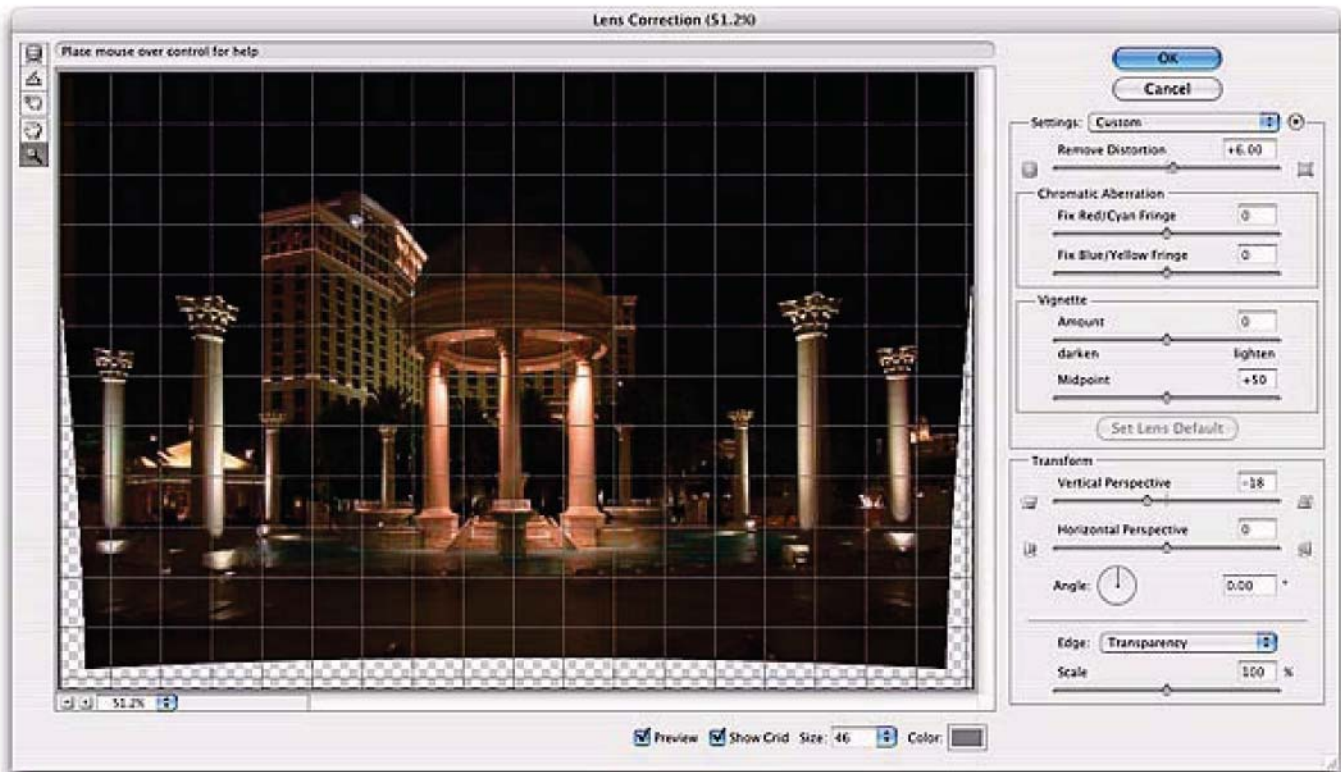 Lens Correction (51.2%)
Place mouse over control for help
OK
Cancel
Settings: Custom
Remove Distortion +6.00
Chromatic Aberration
Fix Red/Cyan Fringe 0
Fix Blue/Yellow Fringe 0
Vignette
Amount 0
darken lighten
Midpoint +50
Set Lens Default
Transform
Vertical Perspective -18
Horizontal Perspective 0
Angle: 0.00 °
Edge: Transparency
Scale 100 %
51.2%
Preview Show Grid Size: 46 Color: